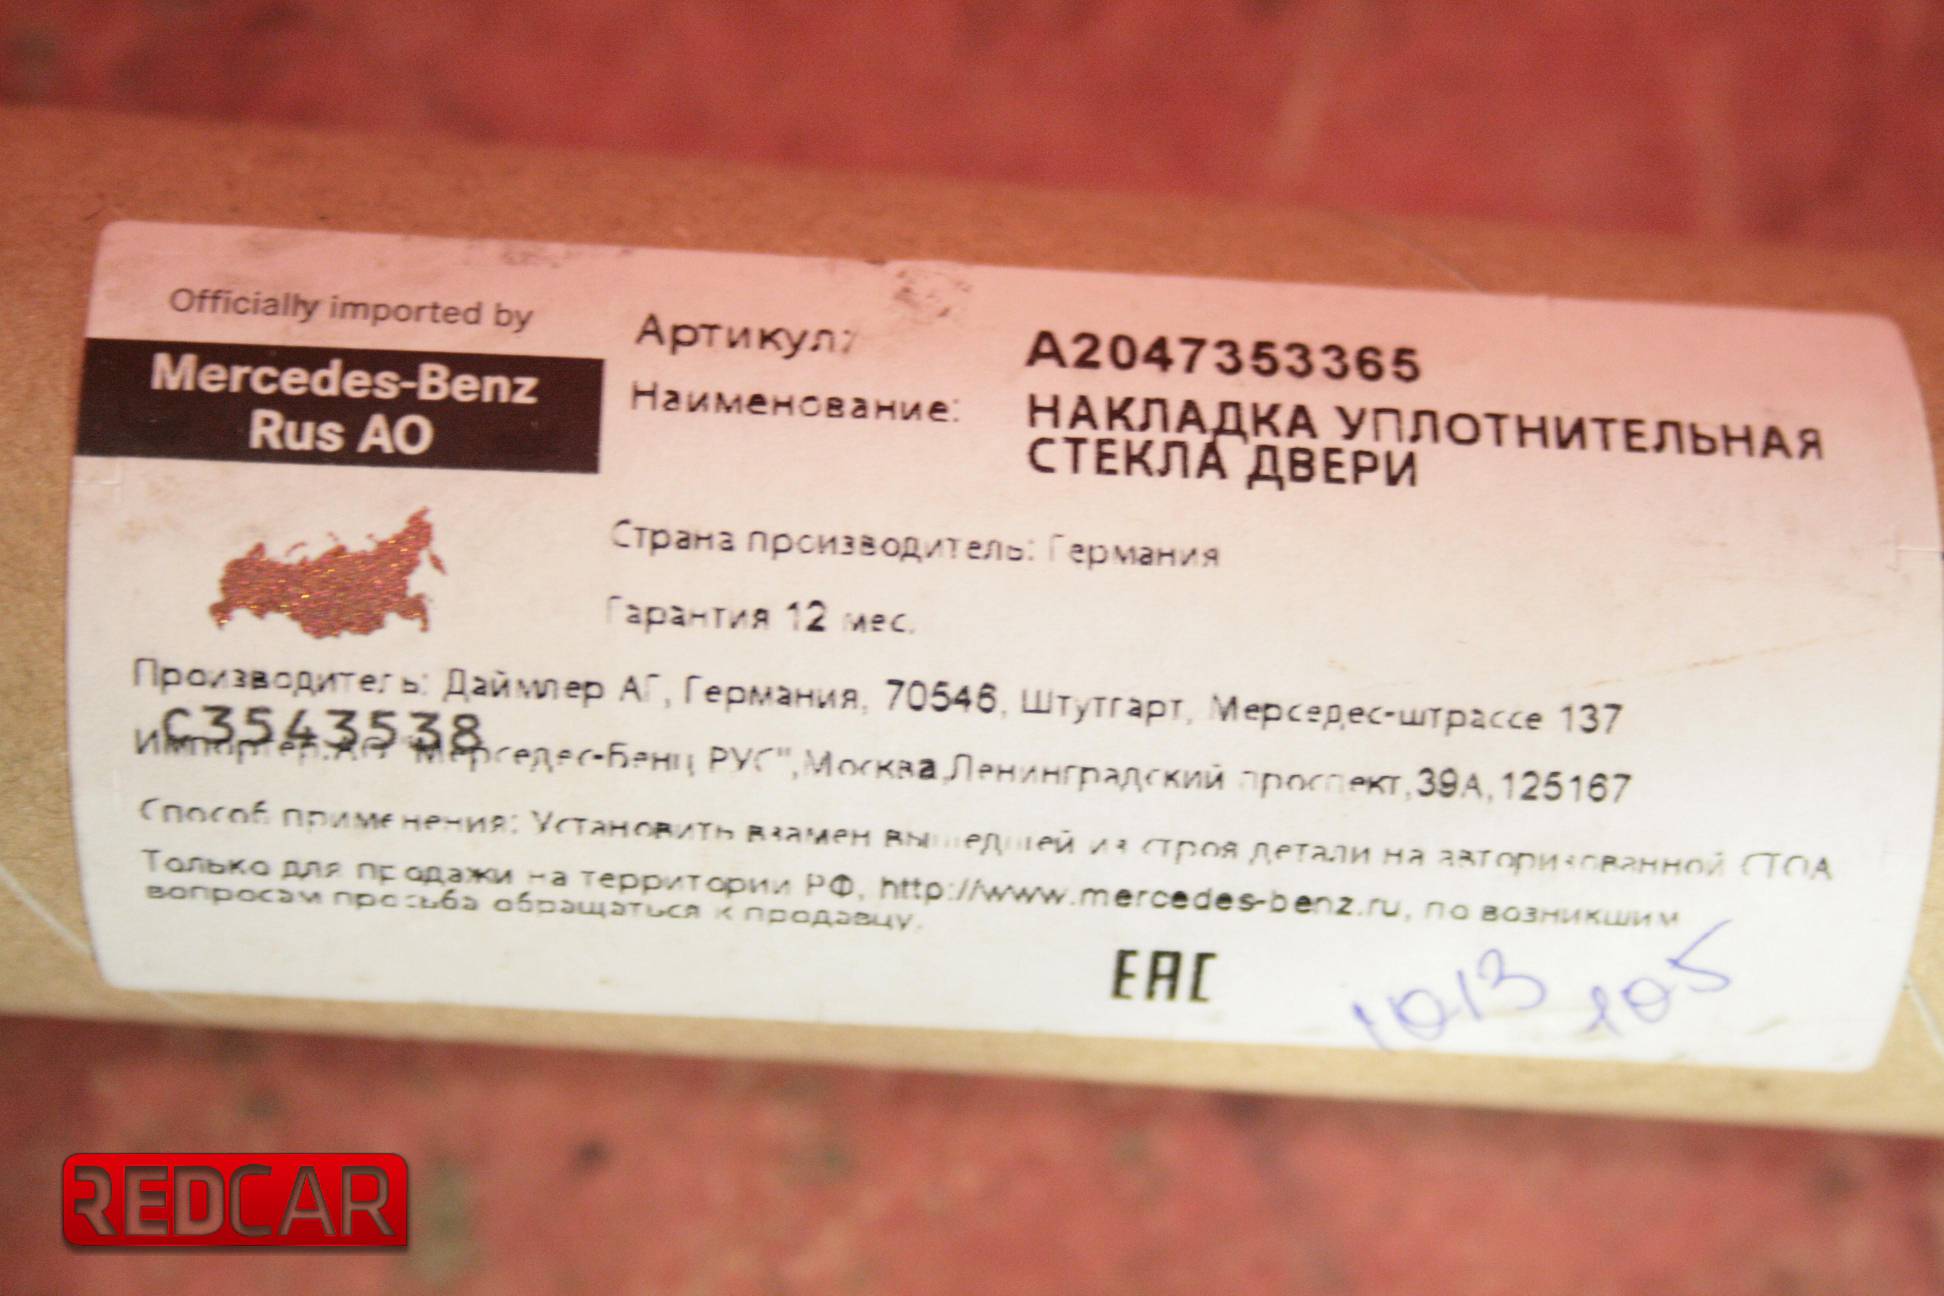 Officially imported by
Mercedes-Benz
Rus АО
Артикул: A2047353365
Наименование: НАКЛАДКА УПЛОТНИТЕЛЬНАЯ
СТЕКЛА ДВЕРИ
Страна производитель: Германия
Гарантия 12 мес.
Производитель: Даймлер АГ, Германия, 70546, Штутгарт, Мерседес-штрассе 137
C3543538
Импортер:АО "Мерседес-Бенц РУС",Москва,Ленинградский проспект,39А,125167
Способ применения: Установить взамен вышедшей из строя детали на авторизованной СТОА
Только для продажи на территории РФ, http://www.mercedes-benz.ru, по возникшим
вопросам просьба обращаться к продавцу.
EAC
1013 105
REDCAR